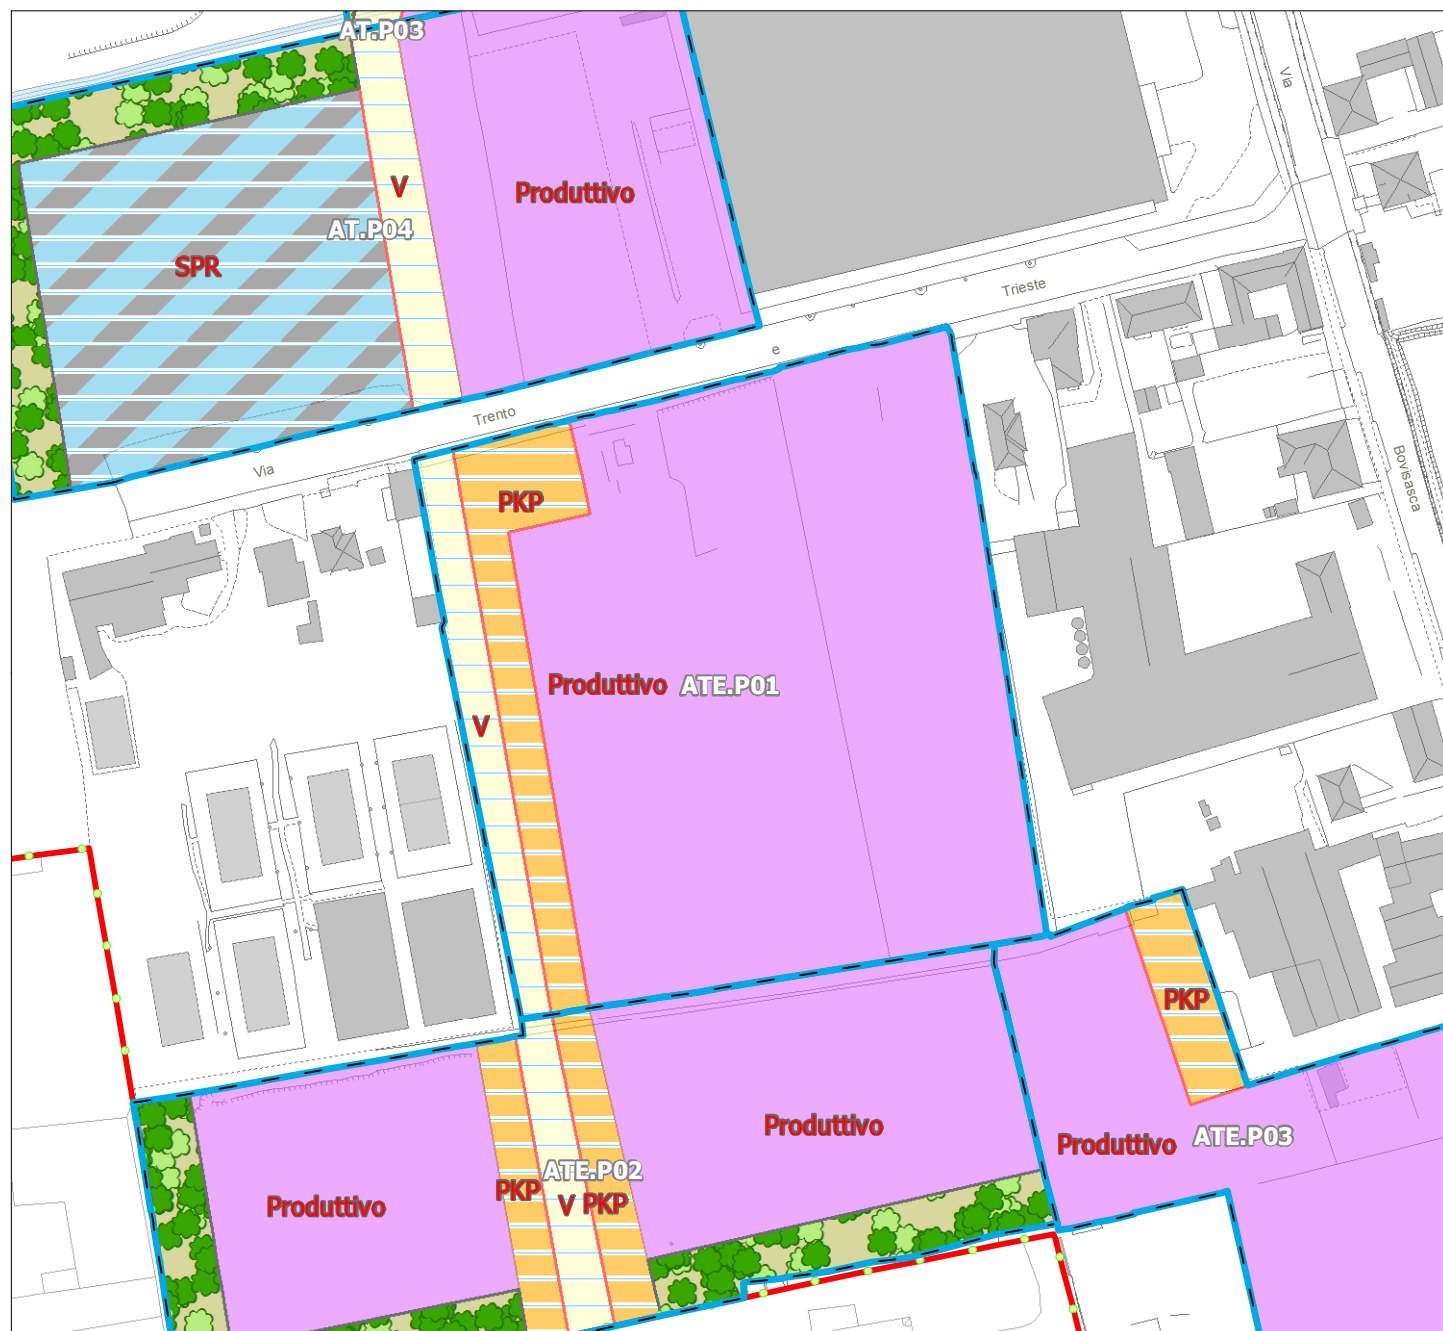 AT.P03
Via
V
Produttivo
AT.P04
SPR
Trieste
e
Trento
Via
Bovisasca
PKP
Produttivo
ATE.P01
V
PKP
Produttivo
Produttivo
ATE.P03
ATE.P02
PKP
V
PKP
Produttivo